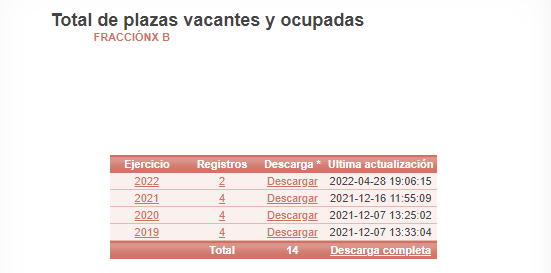 Total de plazas vacantes y ocupadas
FRACCIÓNX B
Ejercicio Registros Descarga * Ultima actualización
2022 2 Descargar 2022-04-28 19:06:15
2021 4 Descargar 2021-12-16 11:55:09
2020 4 Descargar 2021-12-07 13:25:02
2019 4 Descargar 2021-12-07 13:33:04
Total 14 Descarga completa